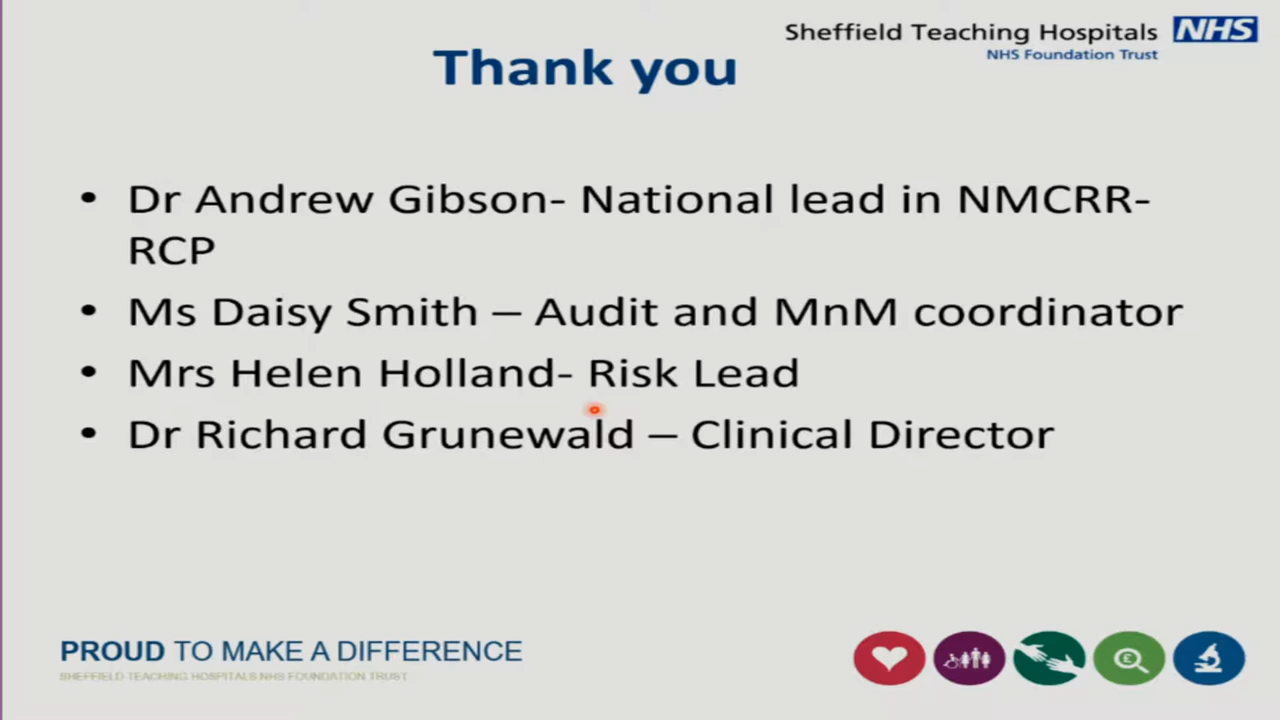 Sheffield Teaching Hospitals NHS
NHS Foundation Trust
Thank you
• Dr Andrew Gibson- National lead in NMCRR-
RCP
• Ms Daisy Smith – Audit and MnM coordinator
• Mrs Helen Holland- Risk Lead
• Dr Richard Grunewald – Clinical Director
PROUD TO MAKE A DIFFERENCE
SHEFFIELD TEACHING HOSPITALS NHS FOUNDATION TRUST
£